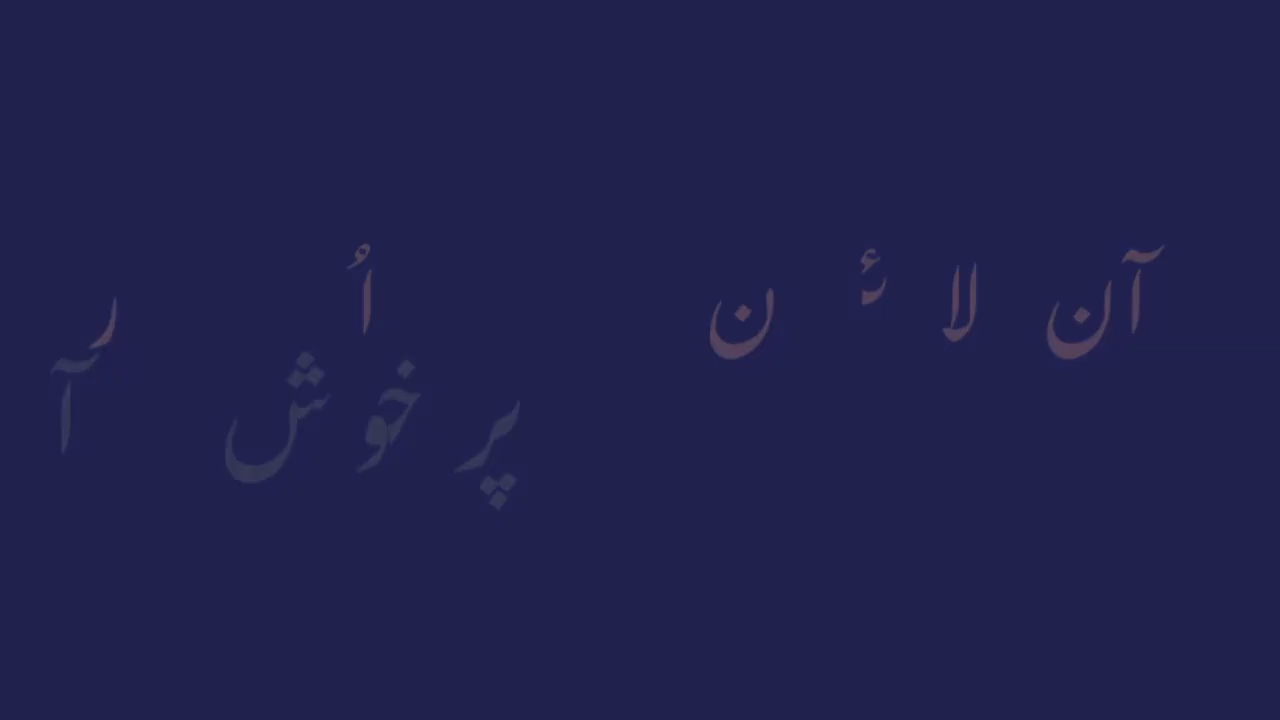 آن لائن اُ ر
پر خوش آ